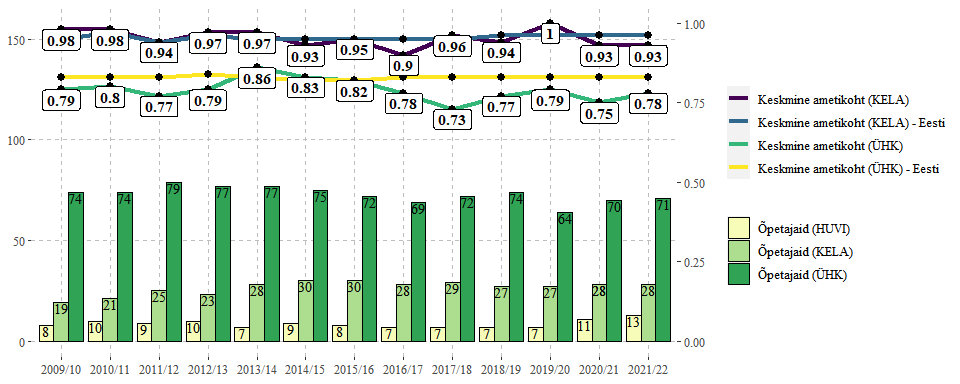 150
100
50
0
1.00
0.75
0.50
0.25
0.00
0.98 0.98 0.94 0.97 0.97 0.93 0.95 0.9 0.96 0.94 1 0.93 0.93
0.79 0.8 0.77 0.79 0.86 0.83 0.82 0.78 0.73 0.77 0.79 0.75 0.78
74 74 79 77 77 75 72 69 72 74 64 70 71
19 21 25 23 28 30 30 28 29 27 27 28 28
8 10 9 10 7 9 8 7 7 7 7 11 13
2009/10 2010/11 2011/12 2012/13 2013/14 2014/15 2015/16 2016/17 2017/18 2018/19 2019/20 2020/21 2021/22
Keskmine ametikoht (KELA)
Keskmine ametikoht (KELA) - Eesti
Keskmine ametikoht (ÜHK)
Keskmine ametikoht (ÜHK) - Eesti
Õpetajaid (HUVI)
Õpetajaid (KELA)
Õpetajaid (ÜHK)